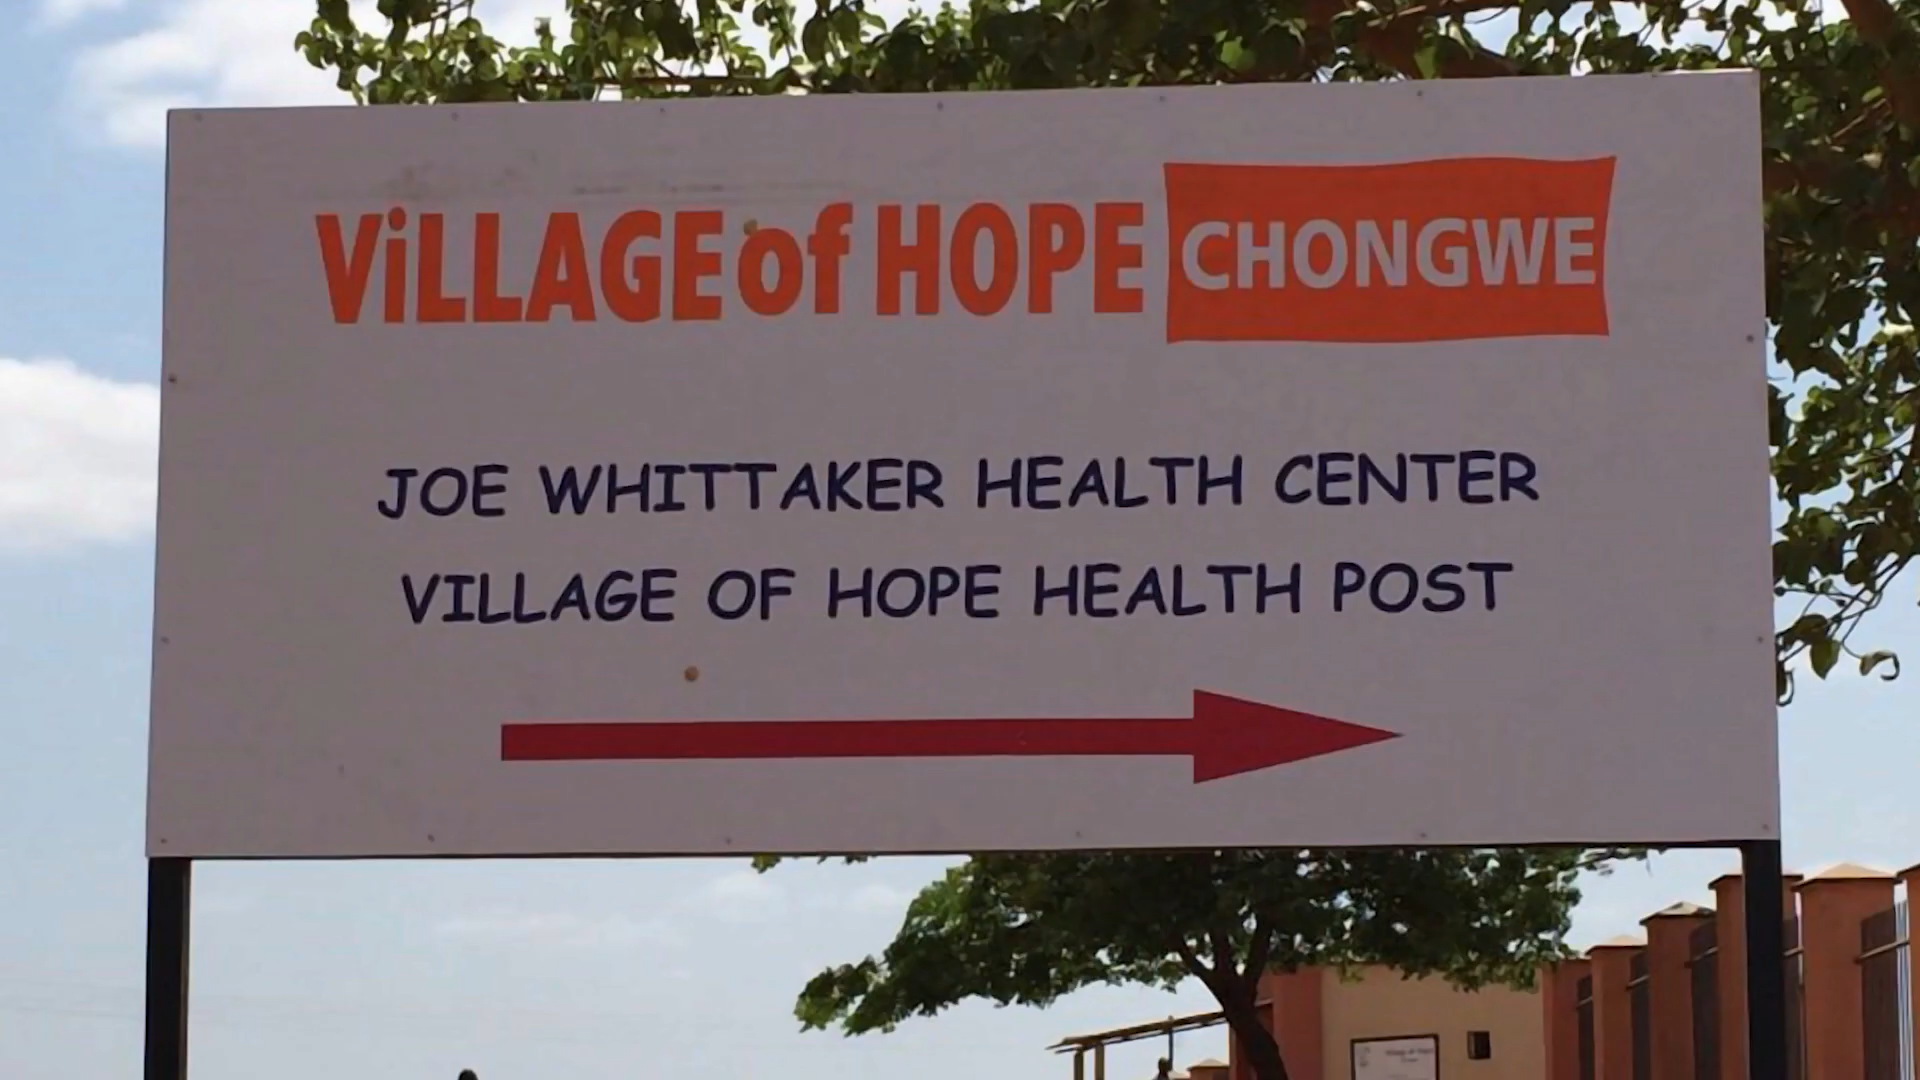 ViLLAGE of HOPE CHONGWE
JOE WHITTAKER HEALTH CENTER
VILLAGE OF HOPE HEALTH POST